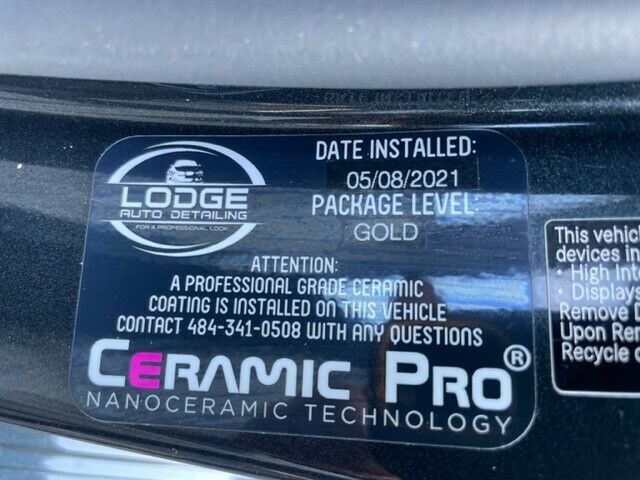 LODGE
AUTO DETAILING
FOR A PROFESSIONAL LOOK
DATE INSTALLED:
05/08/2021
PACKAGE LEVEL:
GOLD
ATTENTION:
A PROFESSIONAL GRADE CERAMIC
COATING IS INSTALLED ON THIS VEHICLE
CONTACT 484-341-0508 WITH ANY QUESTIONS
CERAMIC PRO®
NANOCERAMIC TECHNOLOGY
This vehic
devices in
• High Int
• Displays
Remove D
Upon Rem
Recycle o